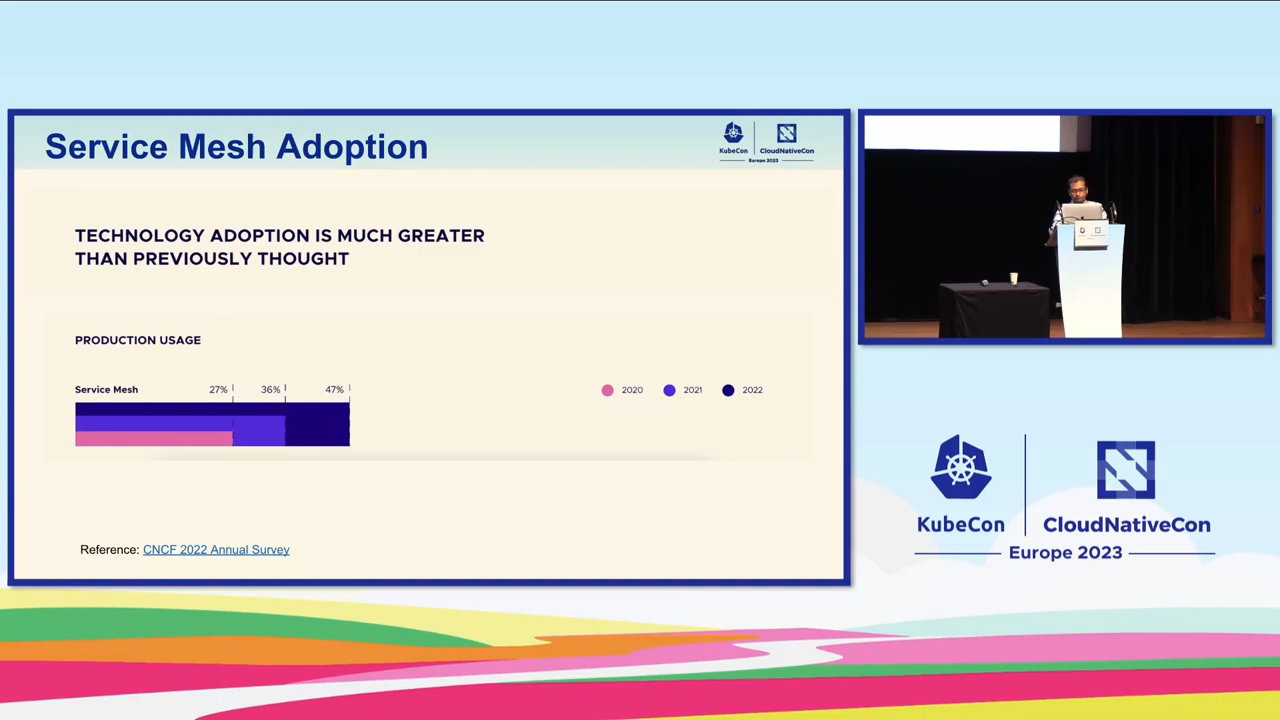 Service Mesh Adoption
KubeCon
CloudNativeCon
Europe 2023
TECHNOLOGY ADOPTION IS MUCH GREATER
THAN PREVIOUSLY THOUGHT
PRODUCTION USAGE
Service Mesh 27% 36% 47%
2020 2021 2022
Reference: CNCF 2022 Annual Survey
KubeCon
CloudNativeCon
Europe 2023